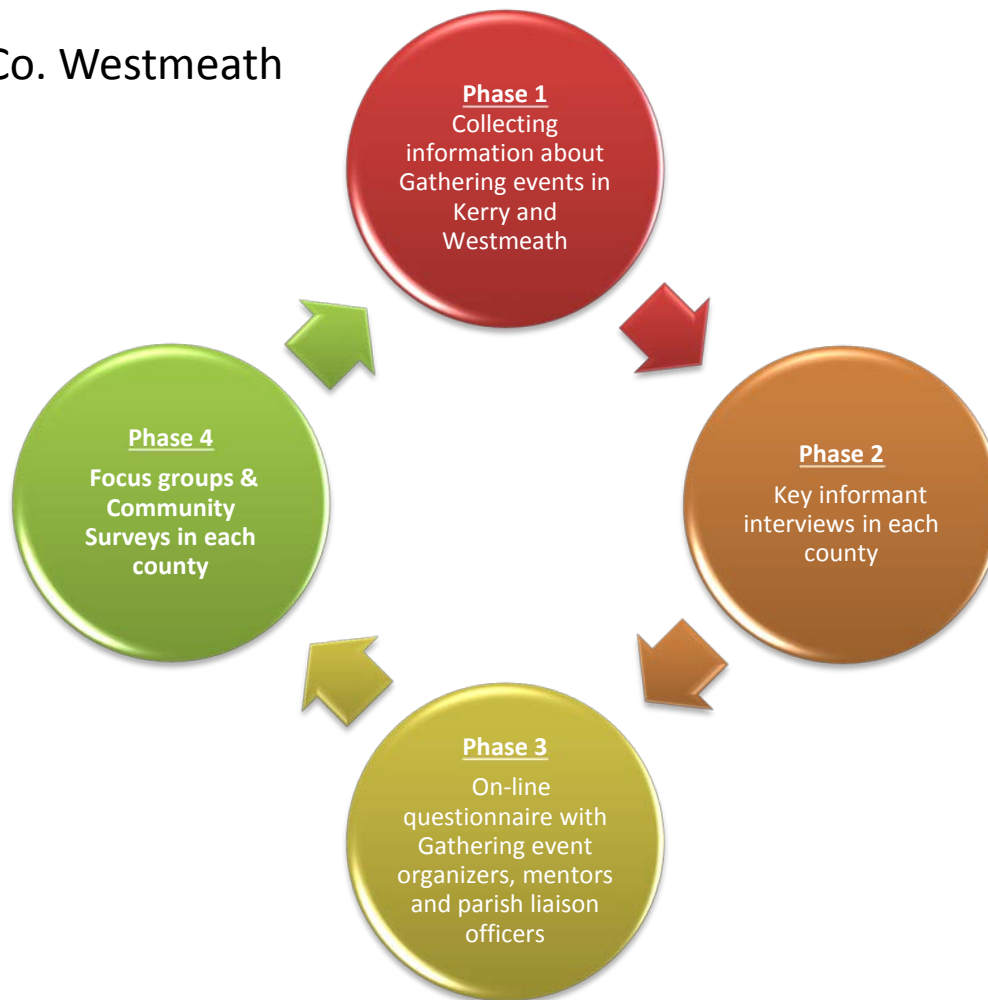 Co. Westmeath
Phase 1
Collecting
information about
Gathering events in
Kerry and
Westmeath
Phase 2
Key informant
interviews in each
county
Phase 3
On-line
questionnaire with
Gathering event
organizers, mentors
and parish liaison
officers
Phase 4
Focus groups &
Community
Surveys in each
county